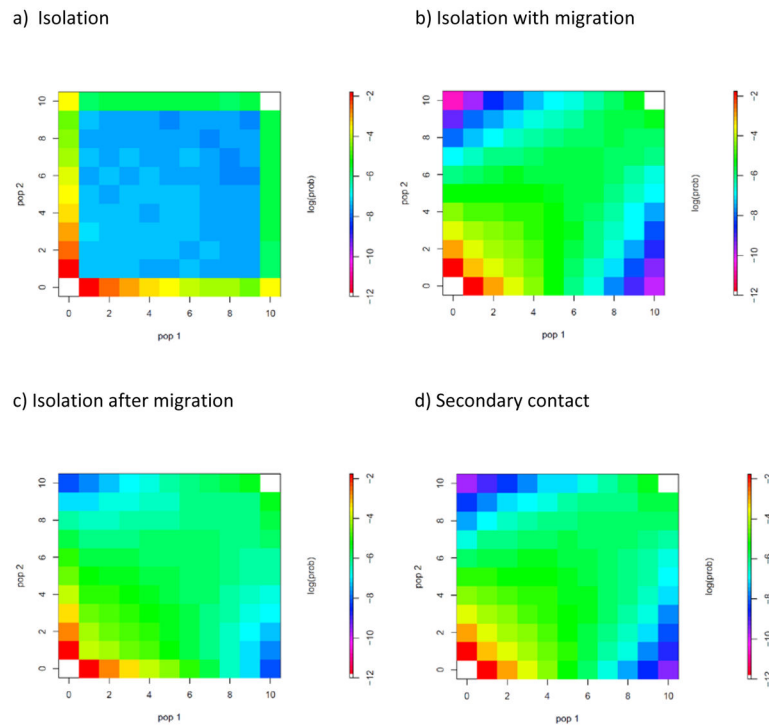 a) Isolation
b) Isolation with migration
10
8
6
4
2
0
pop 2
0 2 4 6 8 10
pop 1
-2
-4
-6
-8
-10
-12
log(prob)
10
8
6
4
2
0
pop 2
0 2 4 6 8 10
pop 1
-2
-4
-6
-8
-10
-12
log(prob)
c) Isolation after migration
d) Secondary contact
10
8
6
4
2
0
pop 2
0 2 4 6 8 10
pop 1
-2
-4
-6
-8
-10
-12
log(prob)
10
8
6
4
2
0
pop 2
0 2 4 6 8 10
pop 1
-2
-4
-6
-8
-10
-12
log(prob)